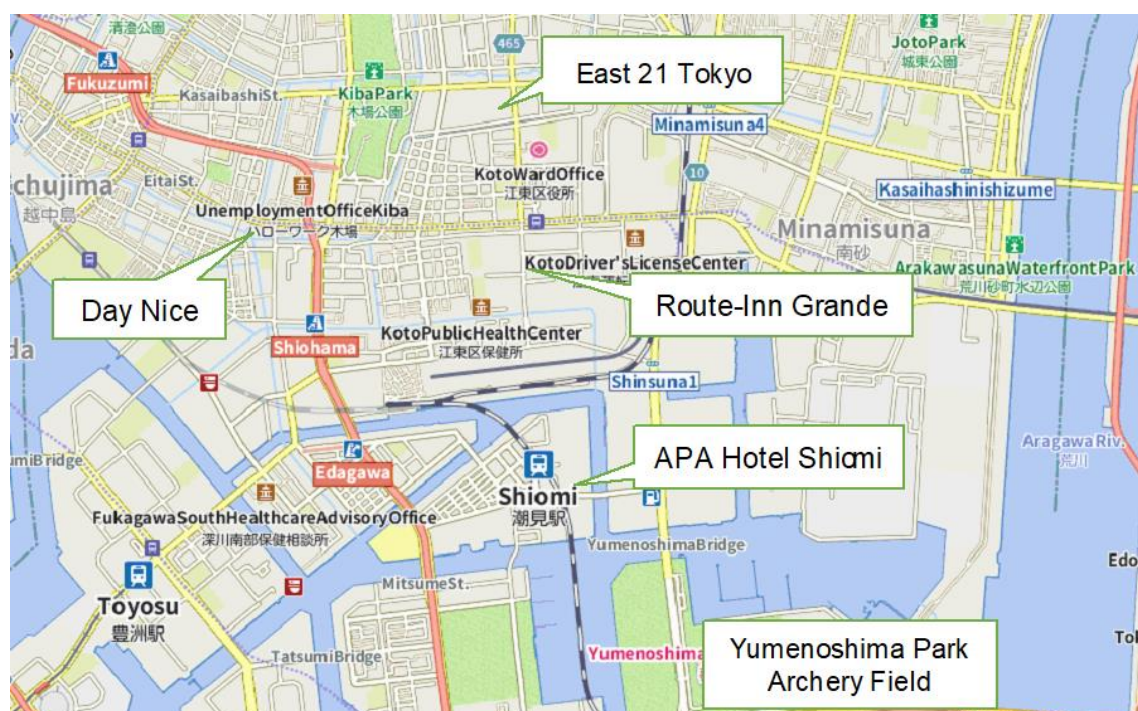 清澄公園
Fukuzumi
KasaibashiSt.
KibaPark
木場公園
465
East 21 Tokyo
JotoPark
城東公園
Minamisuna4
KotoWardOffice
江東区役所
10
Kasaihashinishizume
chujima
越中島
EitaiSt.
UnemploymentOfficeKiba
ハローワーク木場
Minamisuna
南砂
KotoDriver'sLicenseCenter
ArakawasunaWaterfrontPark
荒川砂町水辺公園
Day Nice
Route-Inn Grande
KotoPublicHealthCenter
江東区保健所
Shiohama
da
Shinsuna1
umiBridge
Edagawa
APA Hotel Shiomi
AragawaRiv.
荒川
Shiomi
潮見駅
FukagawaSouthHealthcareAdvisoryOffice
深川南部保健相談所
YumenoshimaBridge
Edo
Toyosu
豊洲駅
MitsumeSt.
TatsumiBridge
Yumenoshima
Yumenoshima Park
Archery Field
Tol